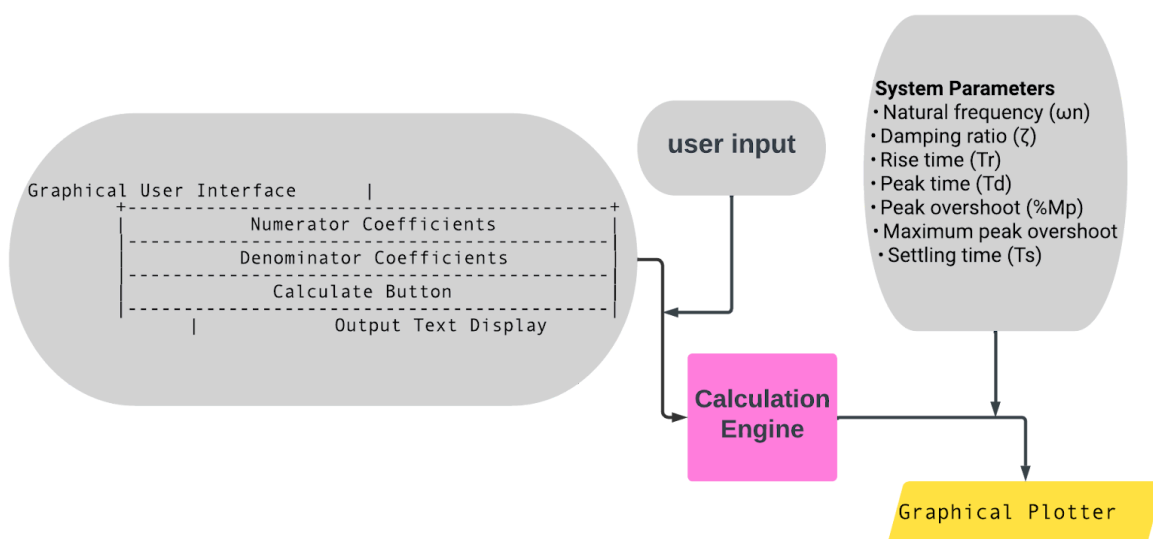 Graphical User Interface |
+--------------------------------------------+
| Numerator Coefficients |
|--------------------------------------------|
| Denominator Coefficients |
|--------------------------------------------|
| Calculate Button |
|--------------------------------------------|
| Output Text Display
user input
System Parameters
• Natural frequency (ωn)
• Damping ratio (ζ)
• Rise time (Tr)
• Peak time (Td)
• Peak overshoot (%Mp)
• Maximum peak overshoot
• Settling time (Ts)
Calculation
Engine
Graphical Plotter